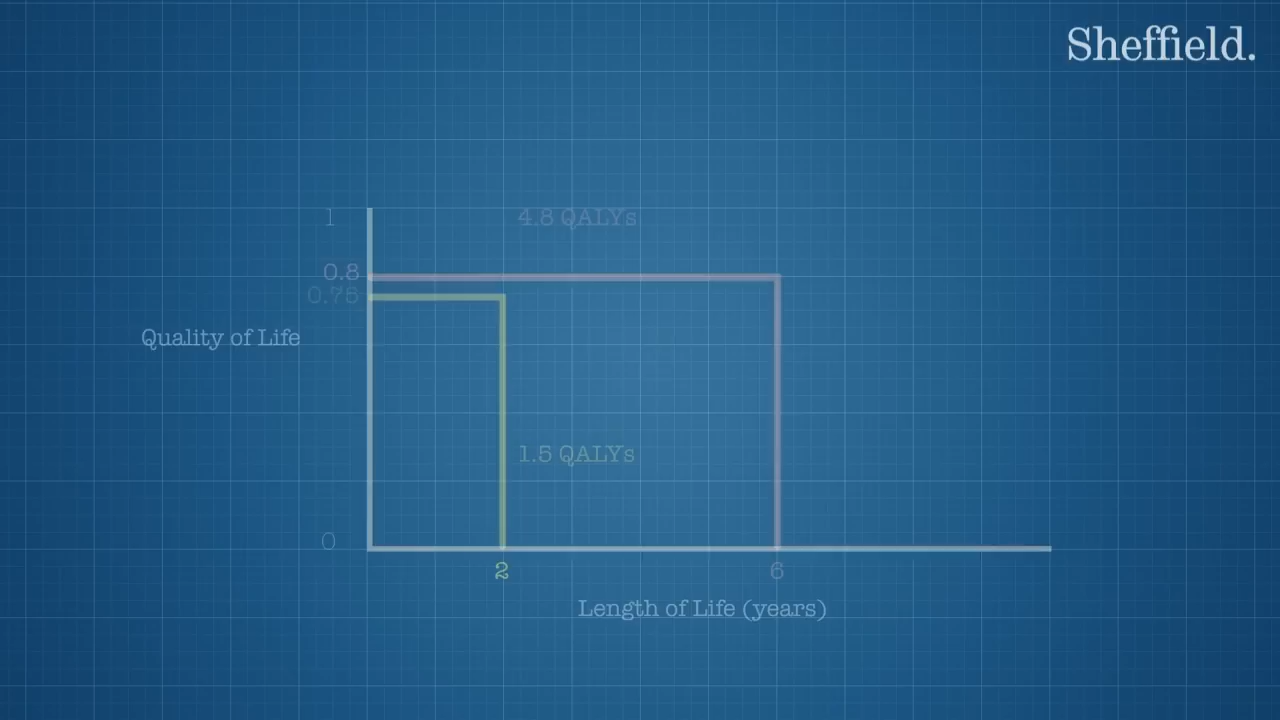 Sheffield.
1
4.8 QALYs
0.8
0.75
Quality of Life
1.5 QALYs
0
2
6
Length of Life (years)